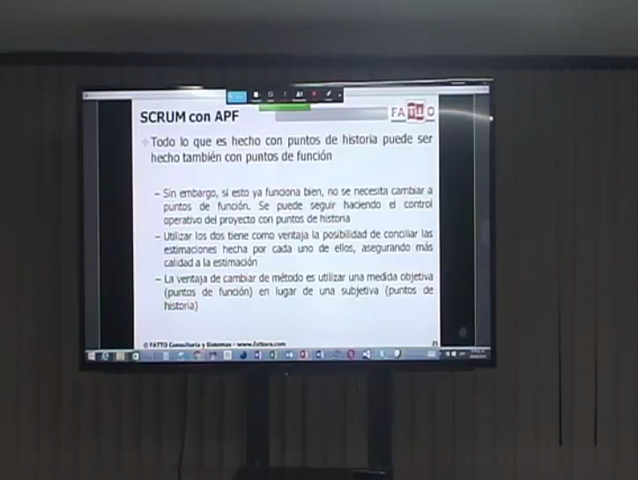 SCRUM con APF
FATTO
Todo lo que es hecho con puntos de historia puede ser
hecho también con puntos de función
– Sin embargo, si esto ya funciona bien, no se necesita cambiar a
puntos de función. Se puede seguir haciendo el control
operativo del proyecto con puntos de historia
– Utilizar los dos tiene como ventaja la posibilidad de conciliar las
estimaciones hecha por cada uno de ellos, asegurando más
calidad a la estimación
– La ventaja de cambiar de método es utilizar una medida objetiva
(puntos de función) en lugar de una subjetiva (puntos de
historia)
© FATTO Consultoría y Sistemas - www.fattocs.com